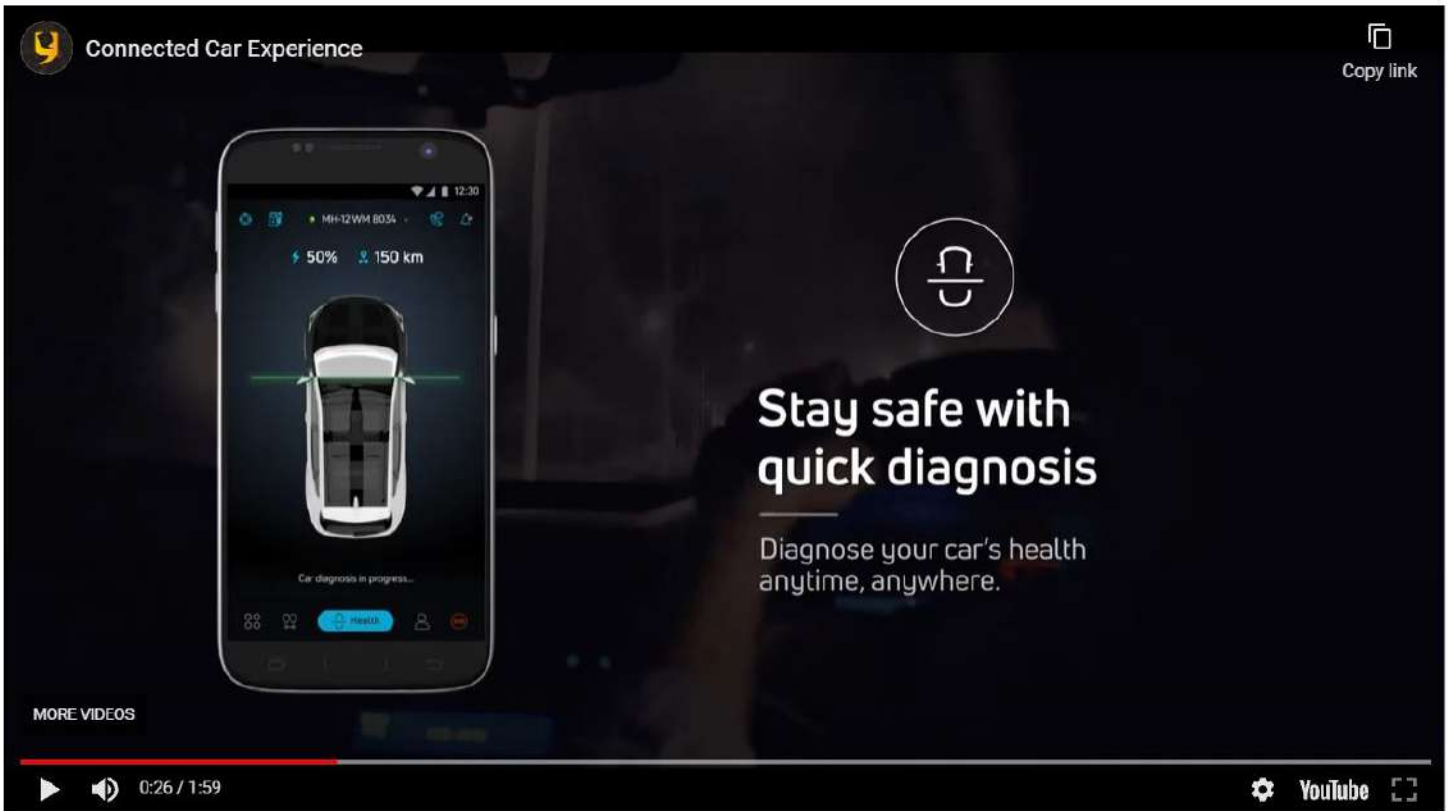 Connected Car Experience
Copy link
12:30
MH-12WM 8034
50% 150 km
Stay safe with
quick diagnosis
Diagnose your car's health
anytime, anywhere.
Car diagnosis in progress...
Health
MORE VIDEOS
0:26 / 1:59
YouTube